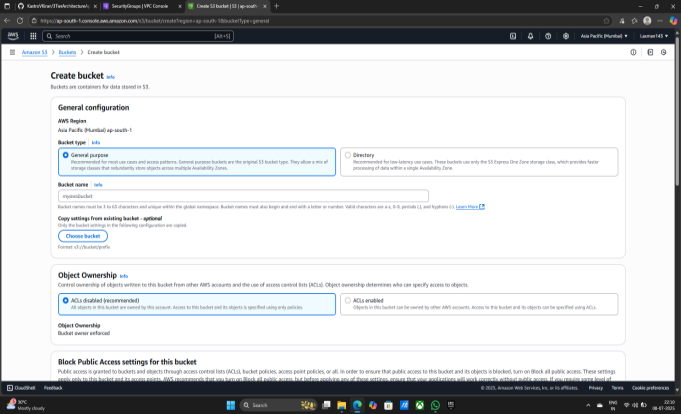 KastroVKiran/3TierArchitecture/
SecurityGroups | VPC Console
Create S3 bucket | S3 | ap-south
https://ap-south-1.console.aws.amazon.com/s3/bucket/create?region=ap-south-1&bucketType=general
aws
Search [Alt+S]
Asia Pacific (Mumbai)
Laxman145
Amazon S3 > Buckets > Create bucket
Create bucket Info
Buckets are containers for data stored in S3.
General configuration
AWS Region
Asia Pacific (Mumbai) ap-south-1
Bucket type Info
General purpose
Recommended for most use cases and access patterns. General purpose buckets are the original S3 bucket type. They allow a mix of
storage classes that redundantly store objects across multiple Availability Zones.
Directory
Recommended for low-latency use cases. These buckets use only the S3 Express One Zone storage class, which provides faster
processing of data within a single Availability Zone.
Bucket name Info
myawsbucket
Bucket names must be 3 to 63 characters and unique within the global namespace. Bucket names must also begin and end with a letter or number. Valid characters are a-z, 0-9, periods (.), and hyphens (-). Learn More
Copy settings from existing bucket - optional
Only the bucket settings in the following configuration are copied.
Choose bucket
Format: s3://bucket/prefix
Object Ownership Info
Control ownership of objects written to this bucket from other AWS accounts and the use of access control lists (ACLs). Object ownership determines who can specify access to objects.
ACLs disabled (recommended)
All objects in this bucket are owned by this account. Access to this bucket and its objects is specified using only policies.
ACLs enabled
Objects in this bucket can be owned by other AWS accounts. Access to this bucket and its objects can be specified using ACLs.
Object Ownership
Bucket owner enforced
Block Public Access settings for this bucket
Public access is granted to buckets and objects through access control lists (ACLs), bucket policies, access point policies, or all. In order to ensure that public access to this bucket and its objects is blocked, turn on Block all public access. These settings
apply only to this bucket and its access points. AWS recommends that you turn on Block all public access, but before applying any of these settings, ensure that your applications will work correctly without public access. If you require some level of
CloudShell Feedback
© 2025, Amazon Web Services, Inc. or its affiliates. Privacy Terms Cookie preferences
30°C
Mostly cloudy
Search
ENG
IN
22:10
08-07-2025